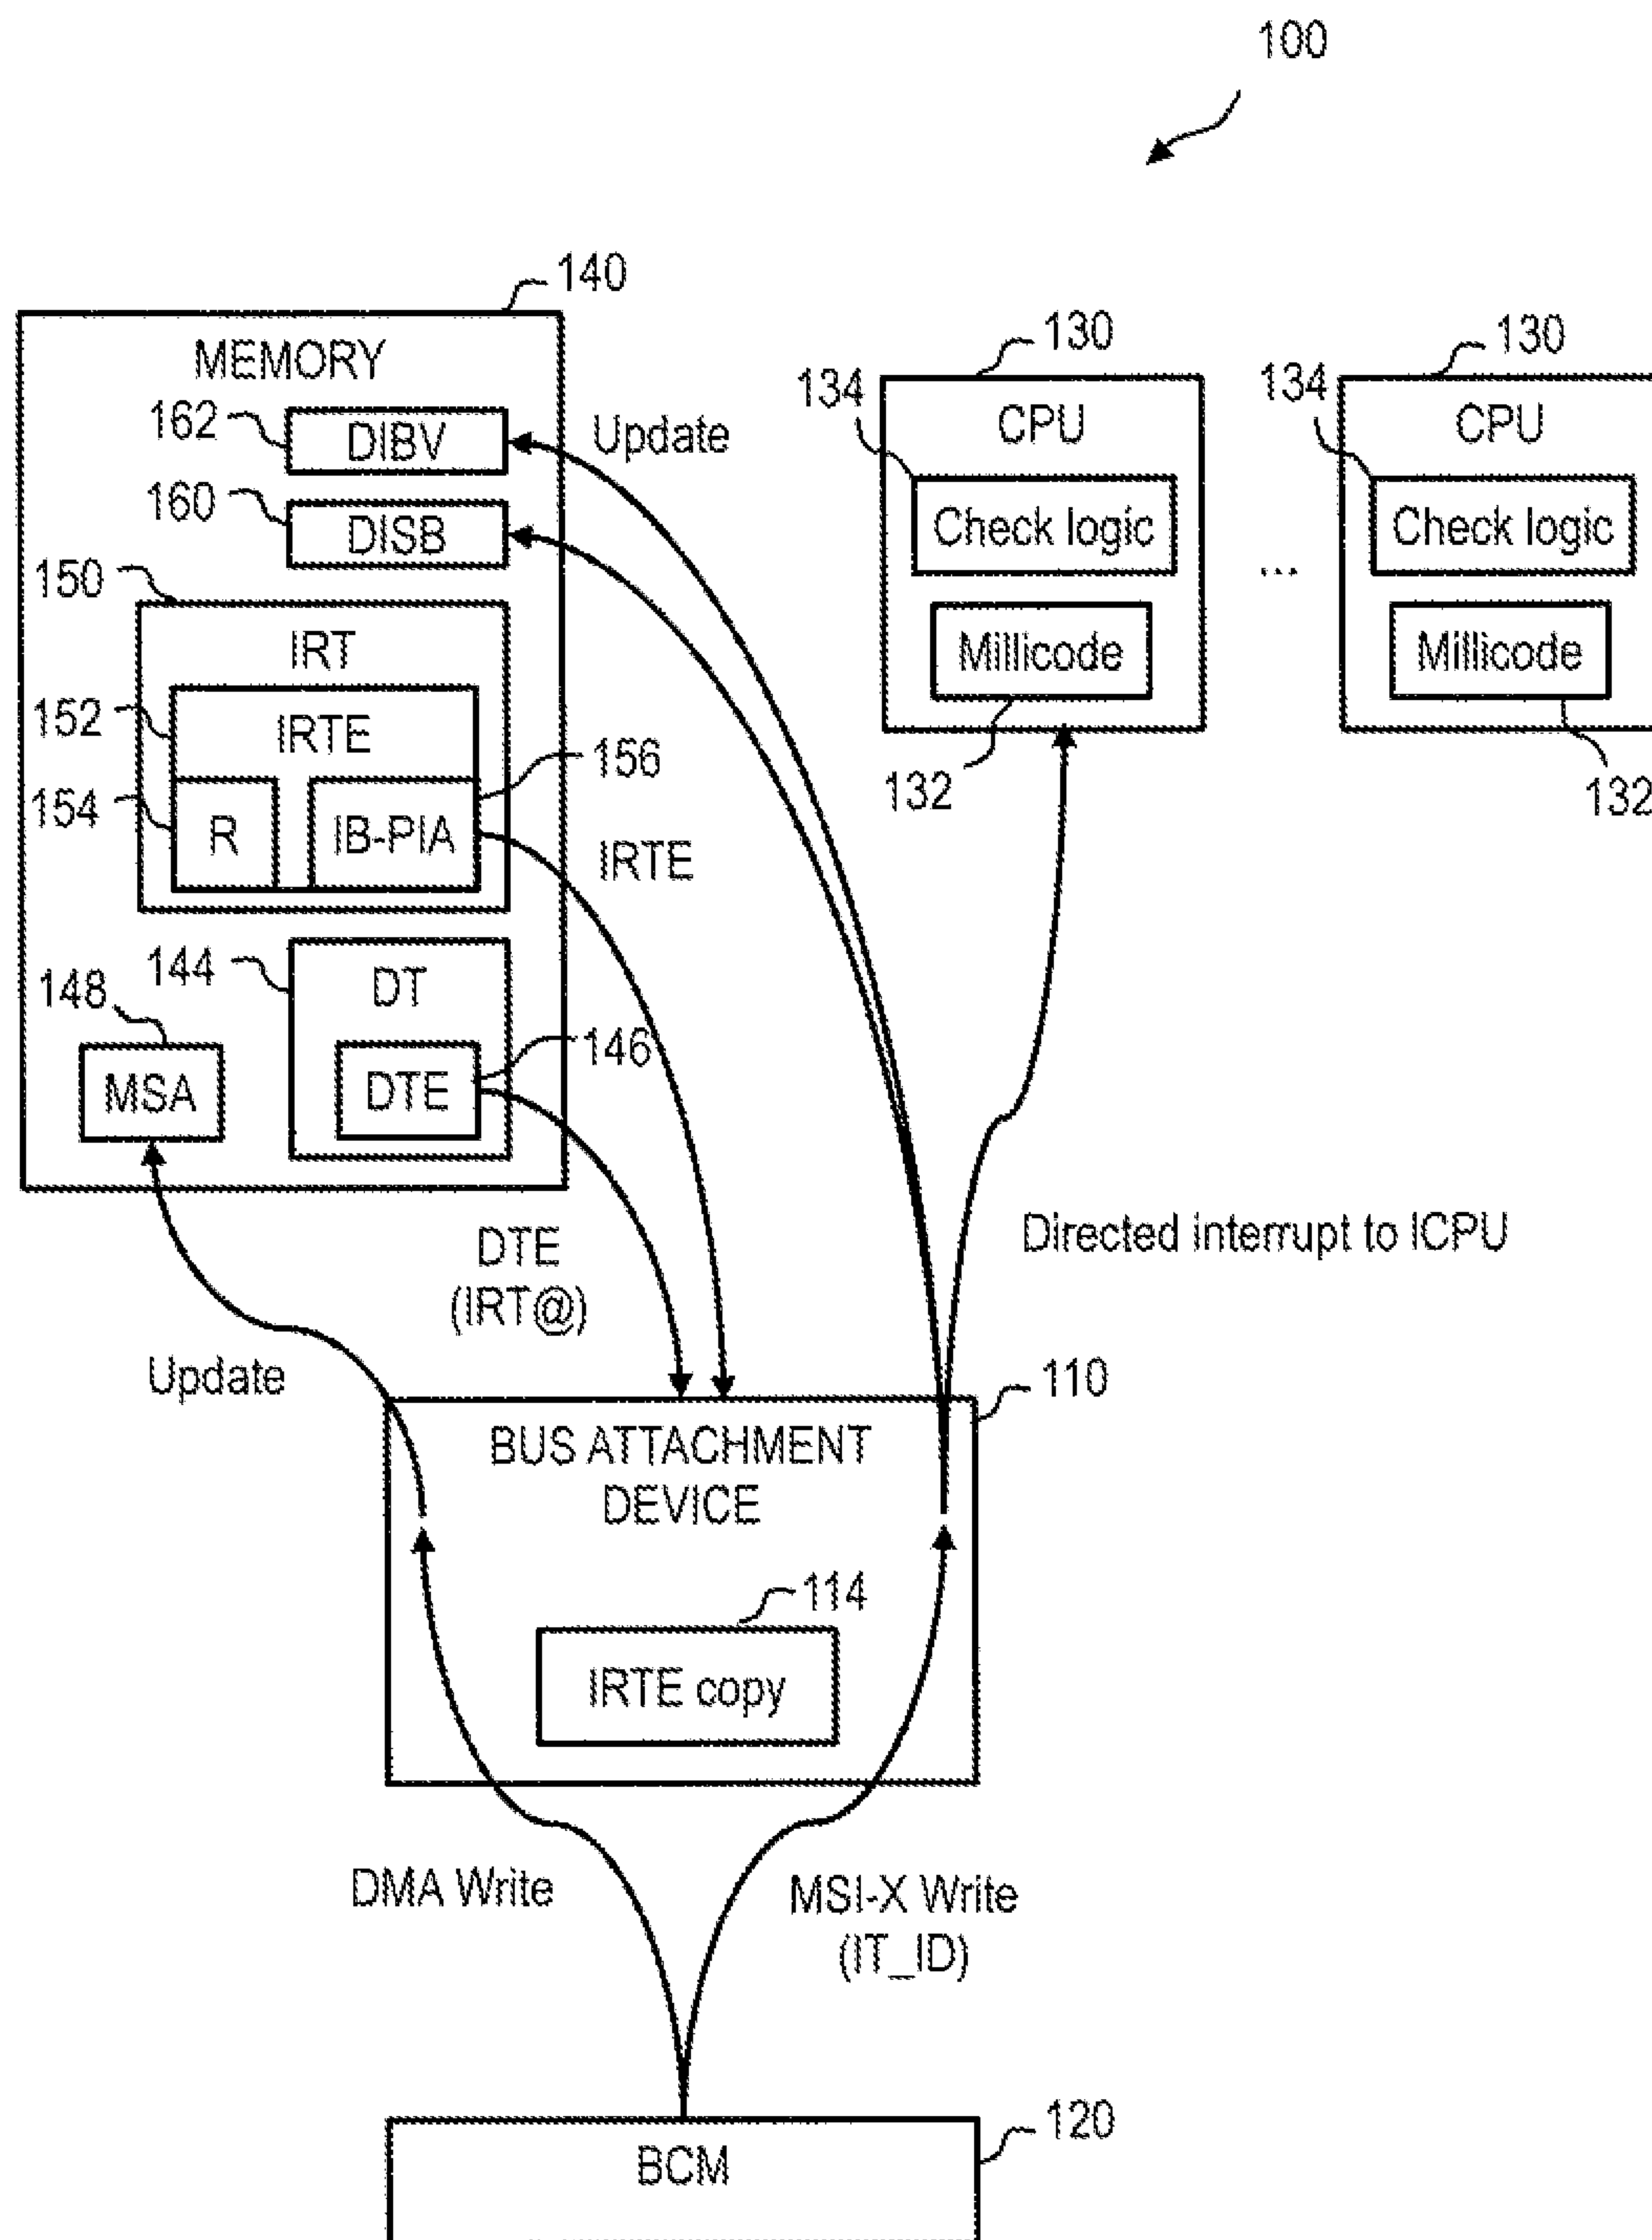 100
140
MEMORY
162
DIBV
Update
160
DISB
150
IRT
152
IRTE
154
R
IB-PIA
156
IRTE
144
DT
148
146
MSA
DTE
130
134
CPU
Check logic
Millicode
132
...
130
134
CPU
Check logic
Millicode
132
DTE
(IRT@)
Directed interrupt to ICPU
Update
110
BUS ATTACHMENT
DEVICE
114
IRTE copy
DMA Write
MSI-X Write
(IT_ID)
120
BCM